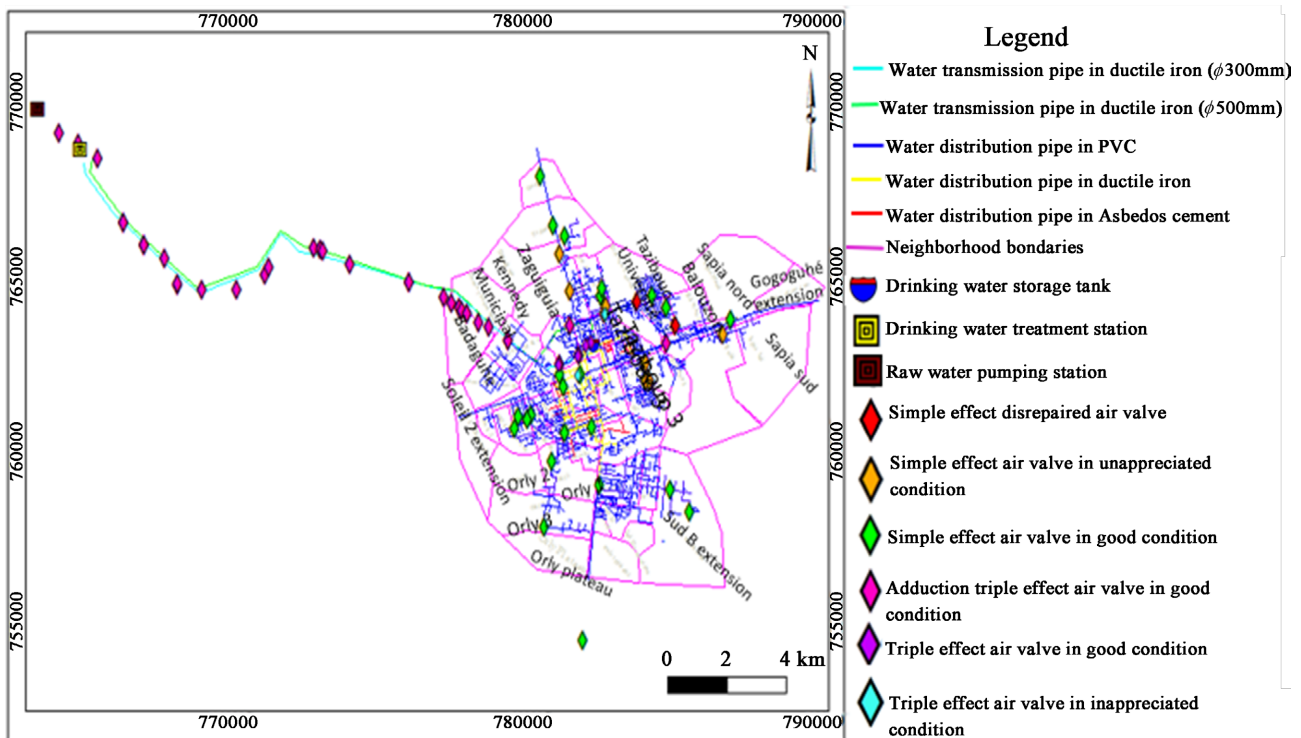 770000
780000
790000
770000
765000
760000
755000
770000
765000
760000
755000
770000
780000
790000
N
0 2 4 km
Zaguiguia
Kennedy
Municipal
Badaguhé
Soleil 2 extension
Orly 2
Orly
Orly 3
Orly plateau
Sud B extension
Sapia nord
Gogoguhé
extension
Sapia sud
Balouzon
3
Legend
Water transmission pipe in ductile iron (ϕ300mm)
Water transmission pipe in ductile iron (ϕ500mm)
Water distribution pipe in PVC
Water distribution pipe in ductile iron
Water distribution pipe in Asbedos cement
Neighborhood bondaries
Drinking water storage tank
Drinking water treatment station
Raw water pumping station
Simple effect disrepaired air valve
Simple effect air valve in unappreciated
condition
Simple effect air valve in good condition
Adduction triple effect air valve in good
condition
Triple effect air valve in good condition
Triple effect air valve in inappreciated
condition